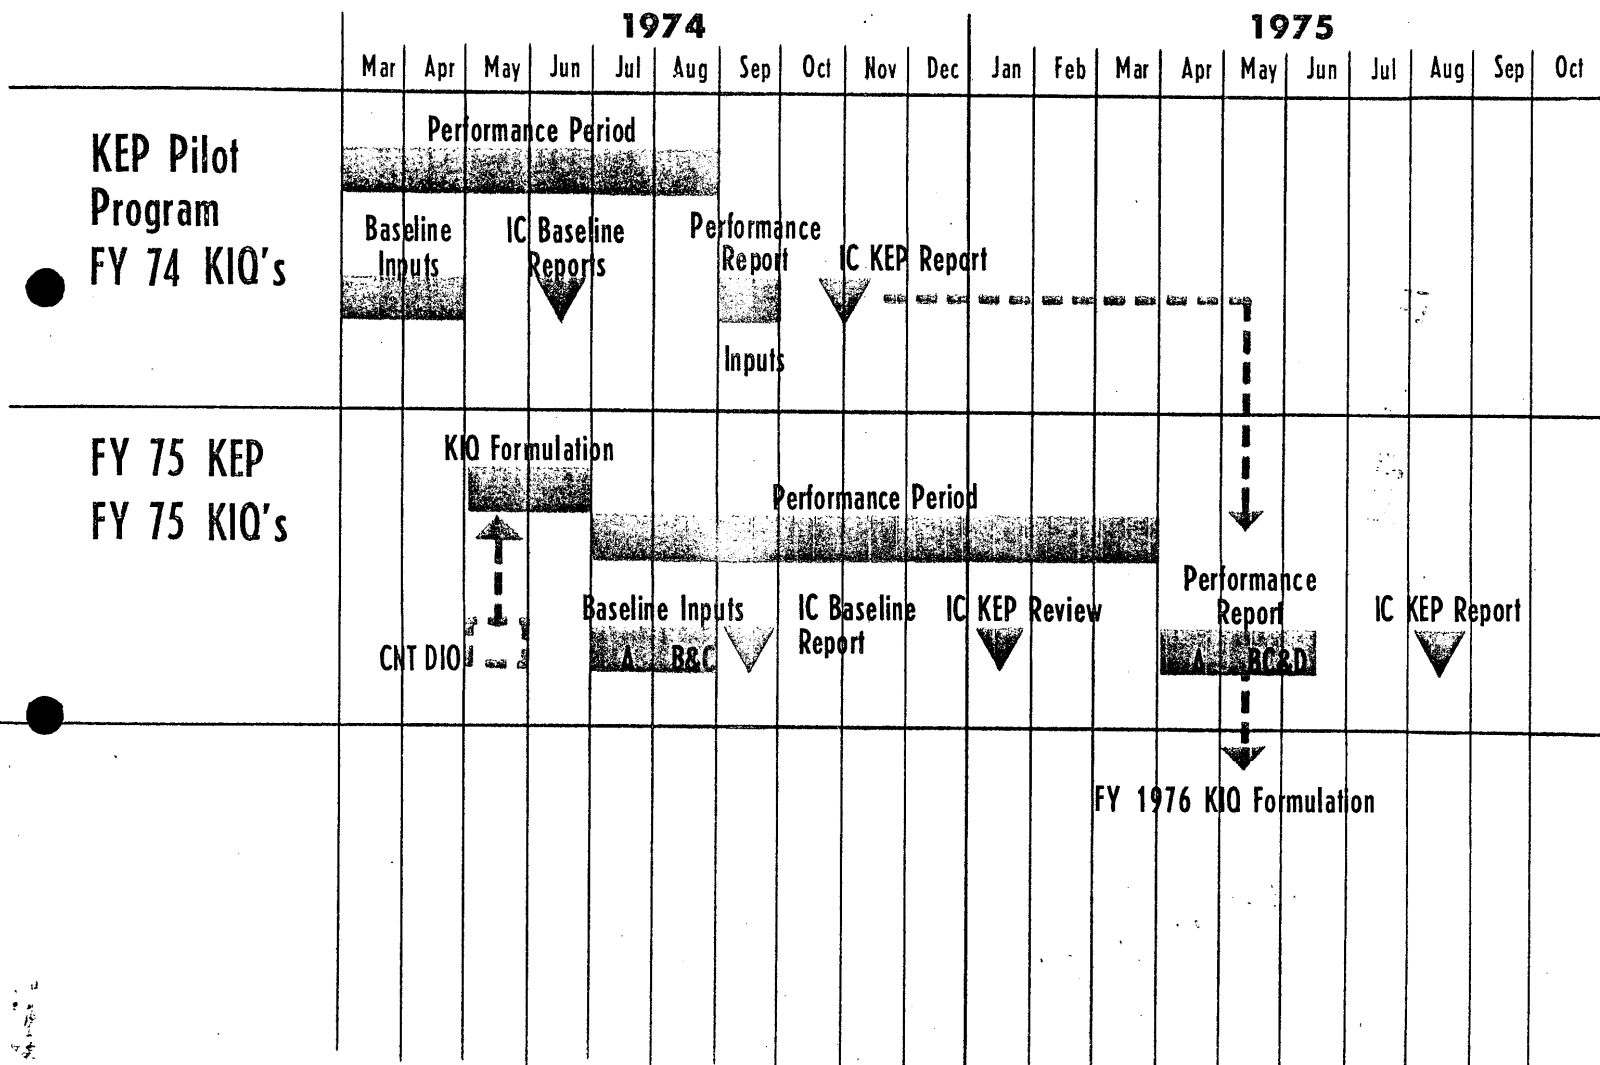 1974
1975
Mar Apr May Jun Jul Aug Sep Oct Nov Dec Jan Feb Mar Apr May Jun Jul Aug Sep Oct
KEP Pilot
Program
FY 74 KIQ's
Performance Period
Baseline
Inputs
IC Baseline
Reports
Performance
Report
Inputs
IC KEP Report
FY 75 KEP
FY 75 KIQ's
KIQ Formulation
Performance Period
CNT DIO
Baseline Inputs
A B&C
IC Baseline
Report
IC KEP Review
Performance
Report
A BC&D
IC KEP Report
FY 1976 KIQ Formulation